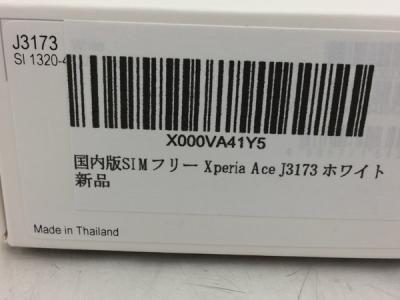 J3173
SI 1320-4
X000VA41Y5
国内版SIMフリー Xperia Ace J3173 ホワイト
新品
Made in Thailand